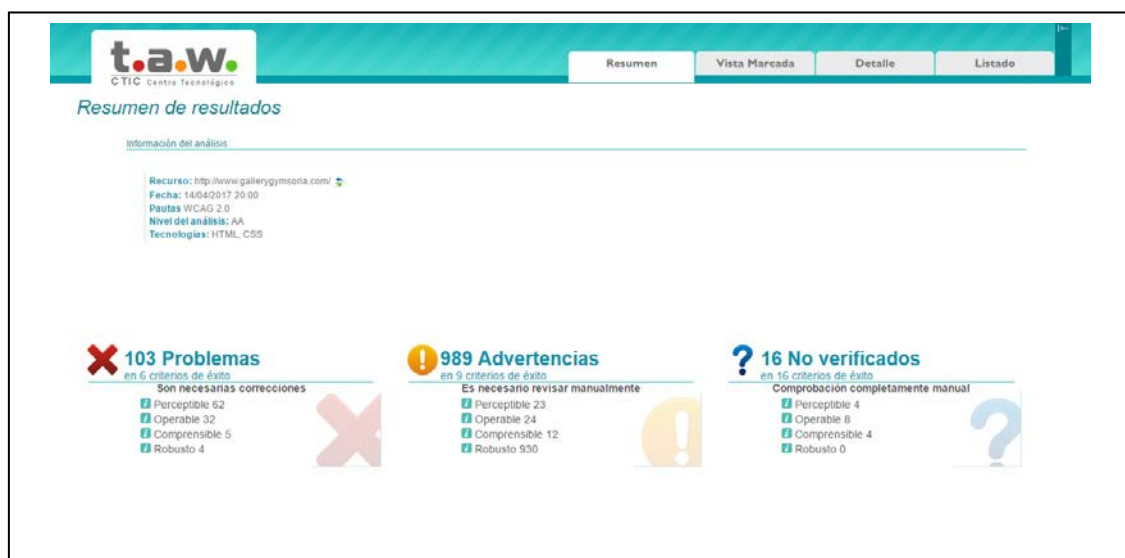 t.a.w.
CTIC Centro Tecnológico
Resumen
Vista Marcada
Detalle
Listado
Resumen de resultados
Información del análisis
Recurso: http://www.gallerygymsoria.com/
Fecha: 14/04/2017 20:00
Pautas WCAG 2.0
Nivel del análisis: AA
Tecnologías: HTML, CSS
103 Problemas
en 6 criterios de éxito
Son necesarias correcciones
Perceptible 62
Operable 32
Comprensible 5
Robusto 4
989 Advertencias
en 9 criterios de éxito
Es necesario revisar manualmente
Perceptible 23
Operable 24
Comprensible 12
Robusto 930
16 No verificados
en 16 criterios de éxito
Comprobación completamente manual
Perceptible 4
Operable 8
Comprensible 4
Robusto 0